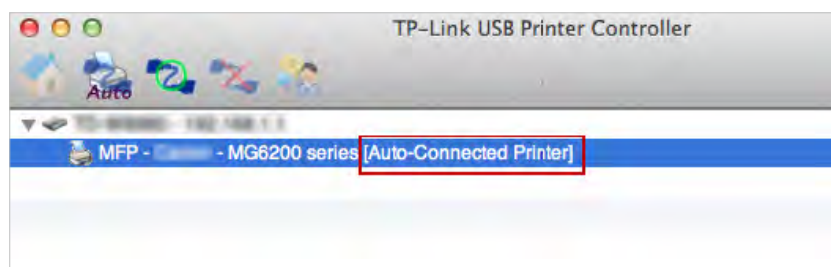 TP-Link USB Printer Controller
Auto
MFP - - MG6200 series [Auto-Connected Printer]